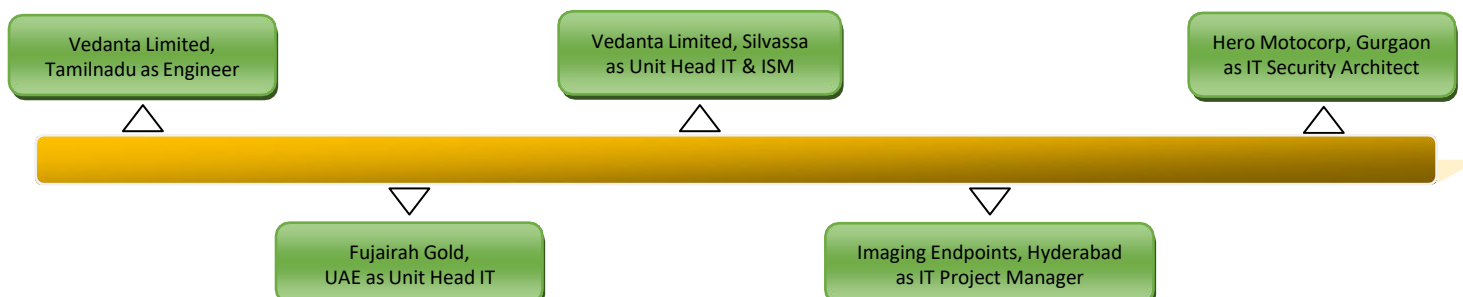 Vedanta Limited,
Tamilnadu as Engineer
Vedanta Limited, Silvassa
as Unit Head IT & ISM
Hero Motocorp, Gurgaon
as IT Security Architect
Fujairah Gold,
UAE as Unit Head IT
Imaging Endpoints, Hyderabad
as IT Project Manager